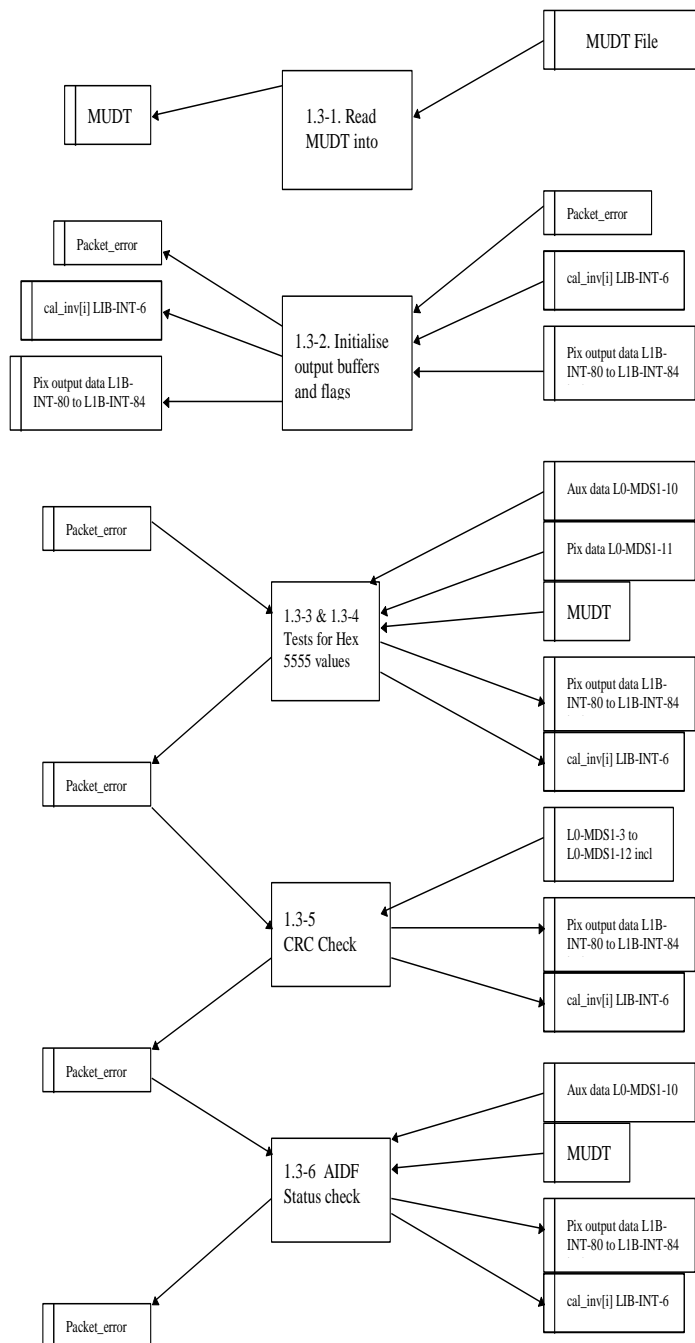 MUDT File
MUDT
1.3-1. Read
MUDT into
Packet_error
Packet_error
cal_inv[i] LIB-INT-6
cal_inv[i] LIB-INT-6
1.3-2. Initialise
output buffers
and flags
Pix output data L1B-
INT-80 to L1B-INT-84
Pix output data L1B-
INT-80 to L1B-INT-84
Aux data L0-MDS1-10
Packet_error
Pix data L0-MDS1-11
1.3-3 & 1.3-4
Tests for Hex
5555 values
MUDT
Pix output data L1B-
INT-80 to L1B-INT-84
cal_inv[i] LIB-INT-6
Packet_error
L0-MDS1-3 to
L0-MDS1-12 incl
1.3-5
CRC Check
Pix output data L1B-
INT-80 to L1B-INT-84
cal_inv[i] LIB-INT-6
Packet_error
Aux data L0-MDS1-10
MUDT
1.3-6 AIDF
Status check
Pix output data L1B-
INT-80 to L1B-INT-84
cal_inv[i] LIB-INT-6
Packet_error